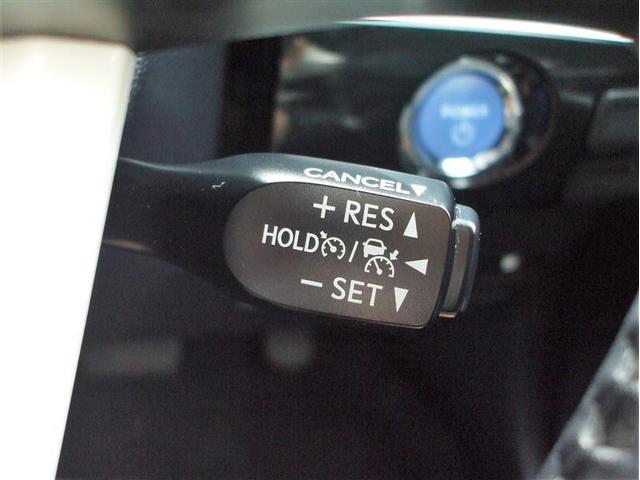 POWER
CANCEL▼
+ RES ▲
HOLD / ◀
− SET ▼